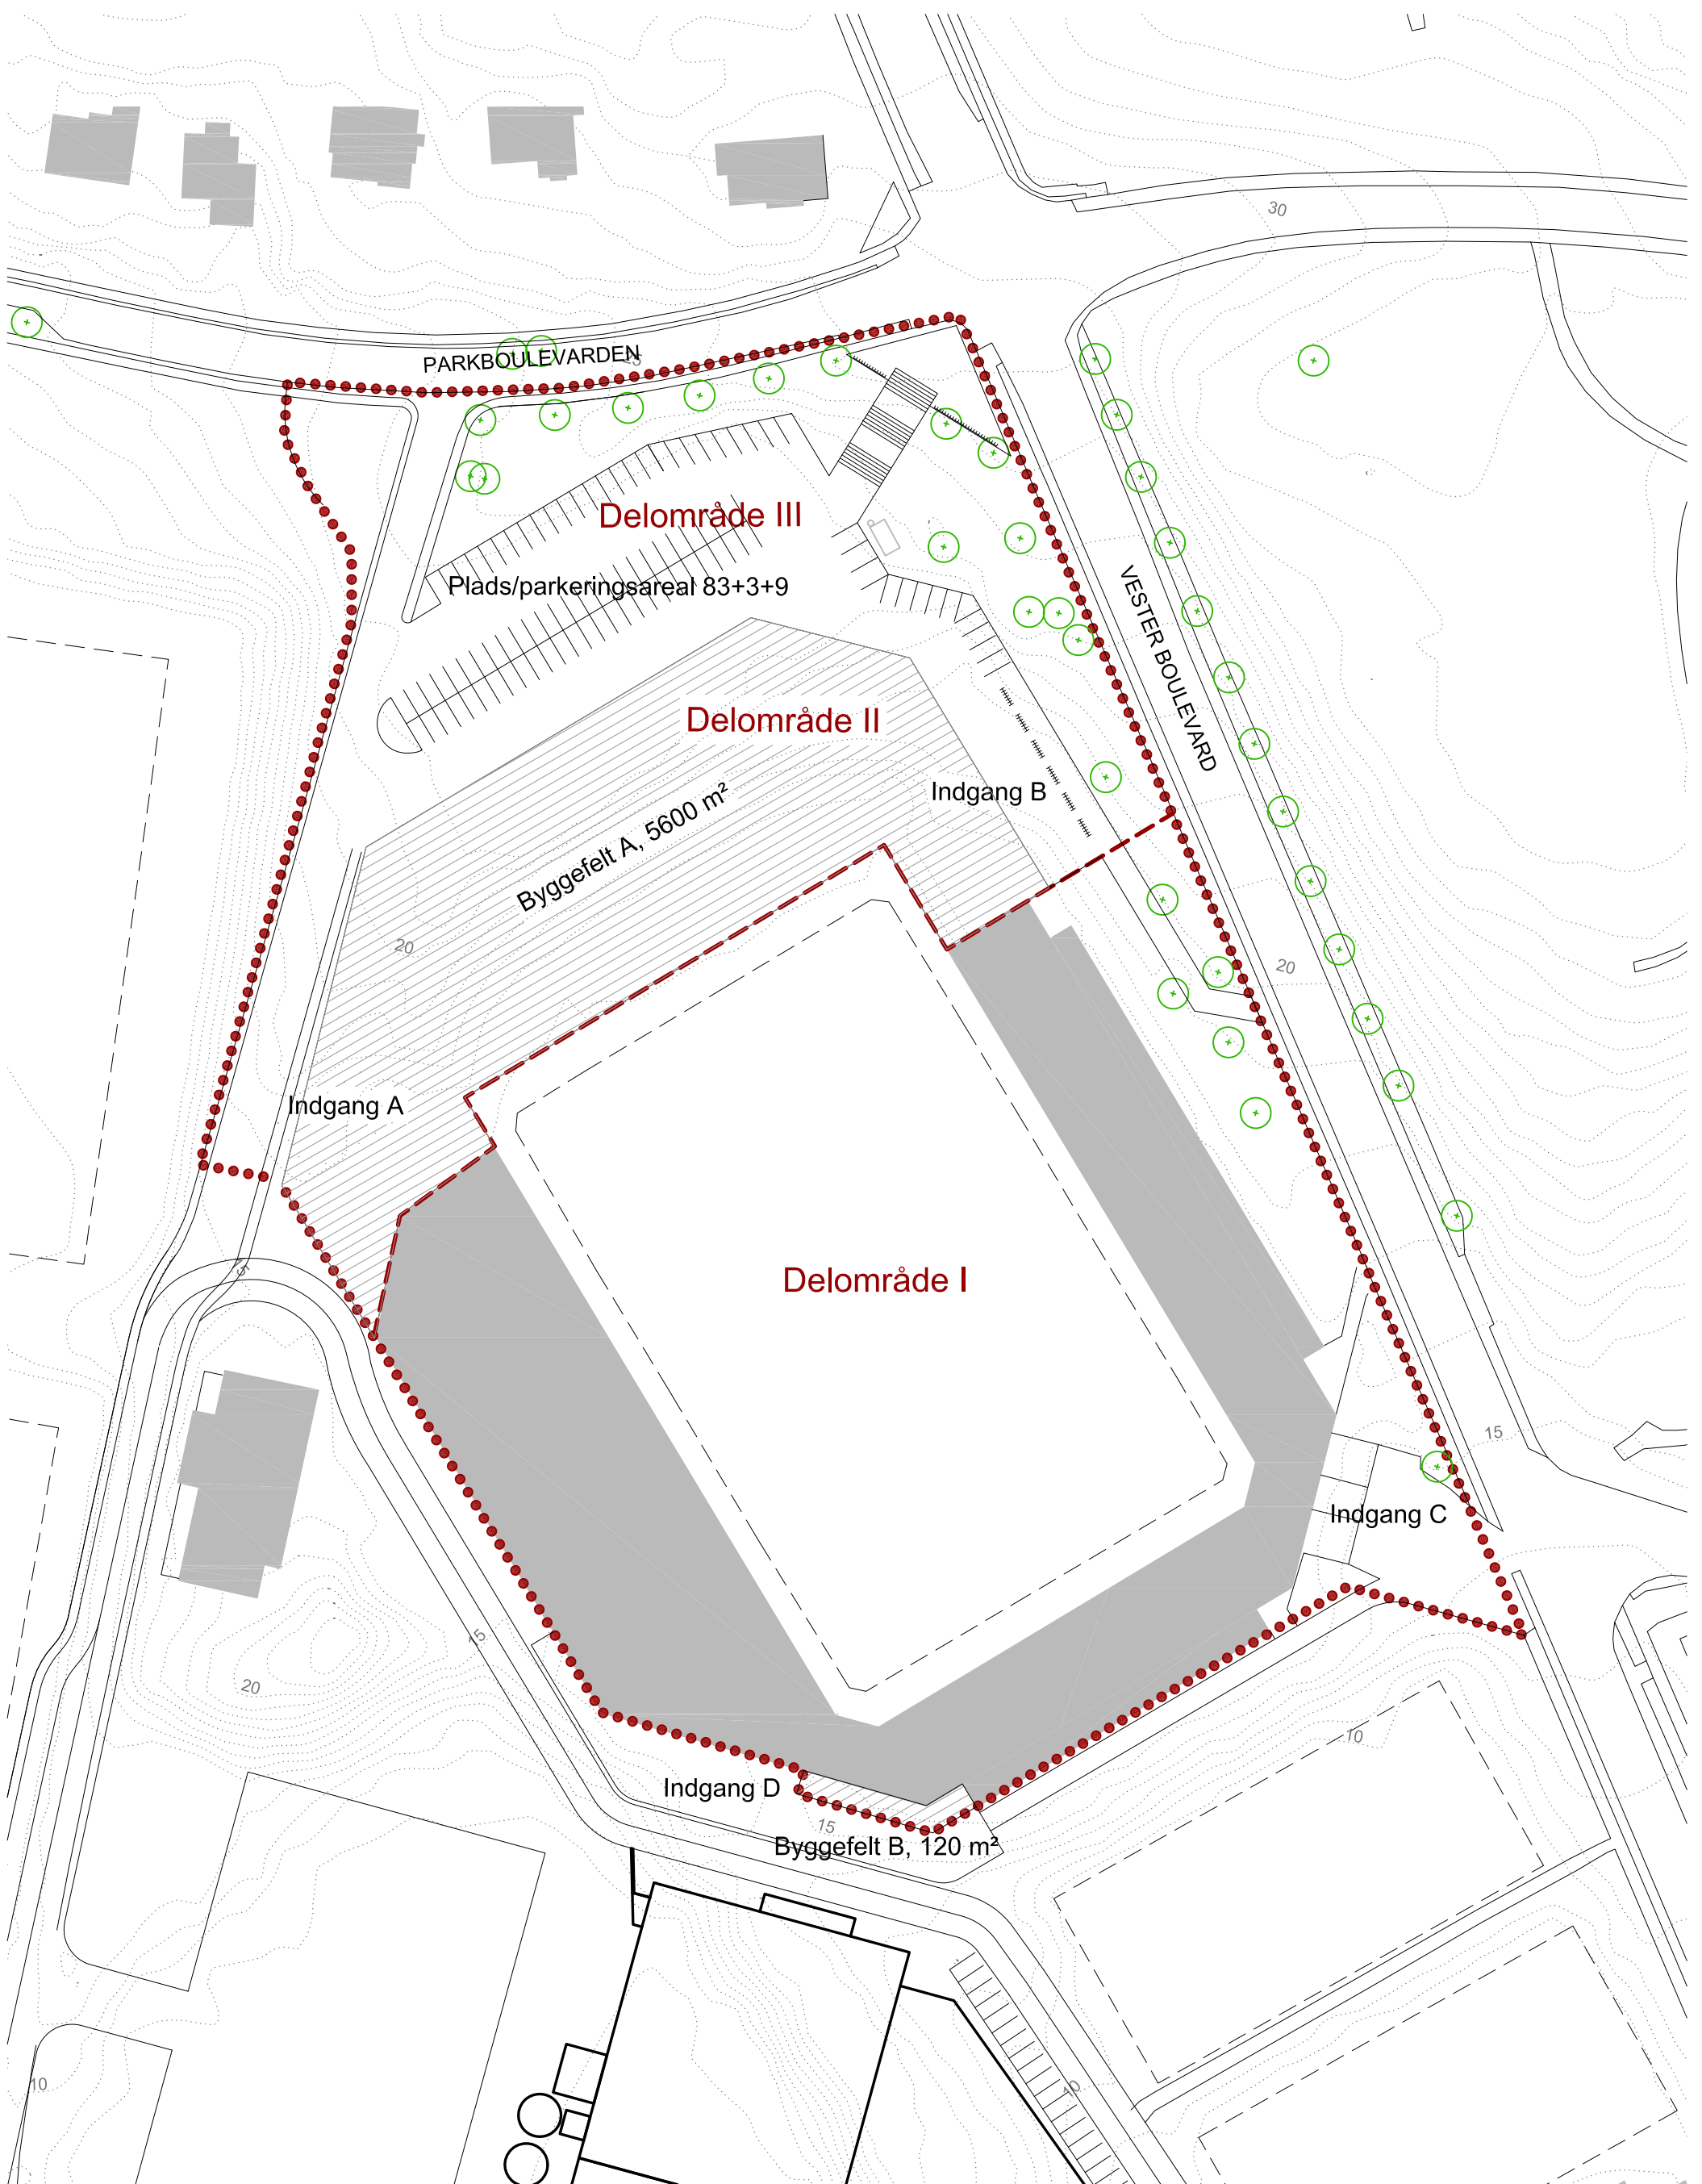 30
PARKBOULEVARDEN
25
Delområde III
Plads/parkeringsareal 83+3+9
VESTER BOULEVARD
Delområde II
Indgang B
Byggefelt A, 5600 m²
20
20
Indgang A
Delområde I
15
15
Indgang C
15
20
10
Indgang D
15
Byggefelt B, 120 m²
10
10